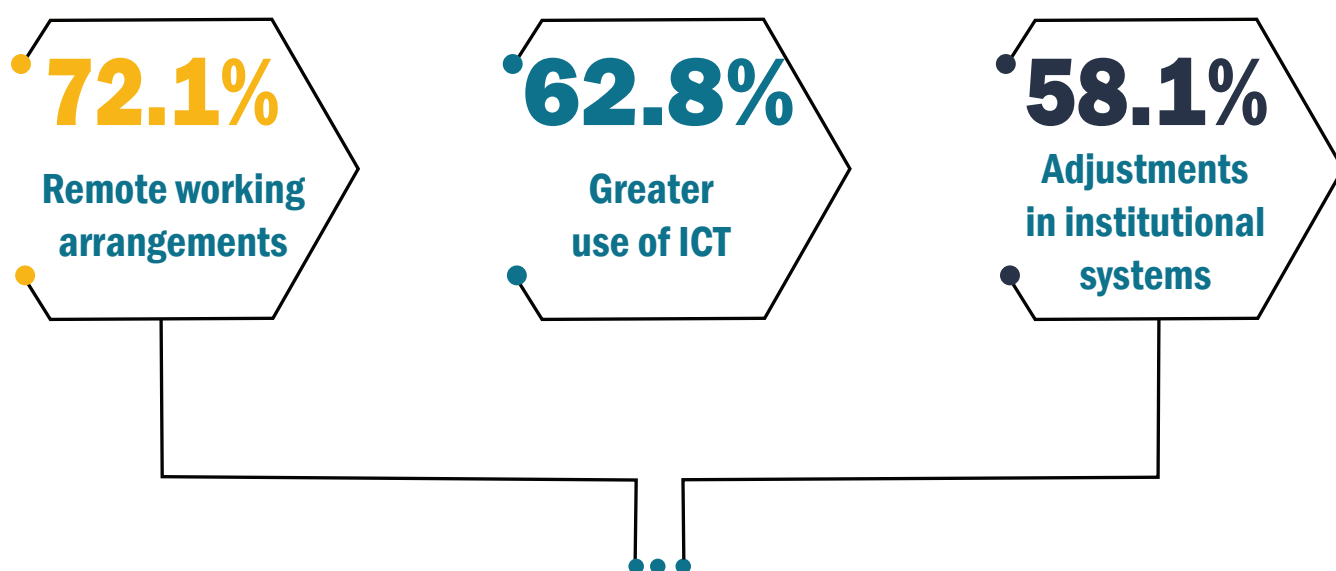 72.1%
Remote working
arrangements
62.8%
Greater
use of ICT
58.1%
Adjustments
in institutional
systems